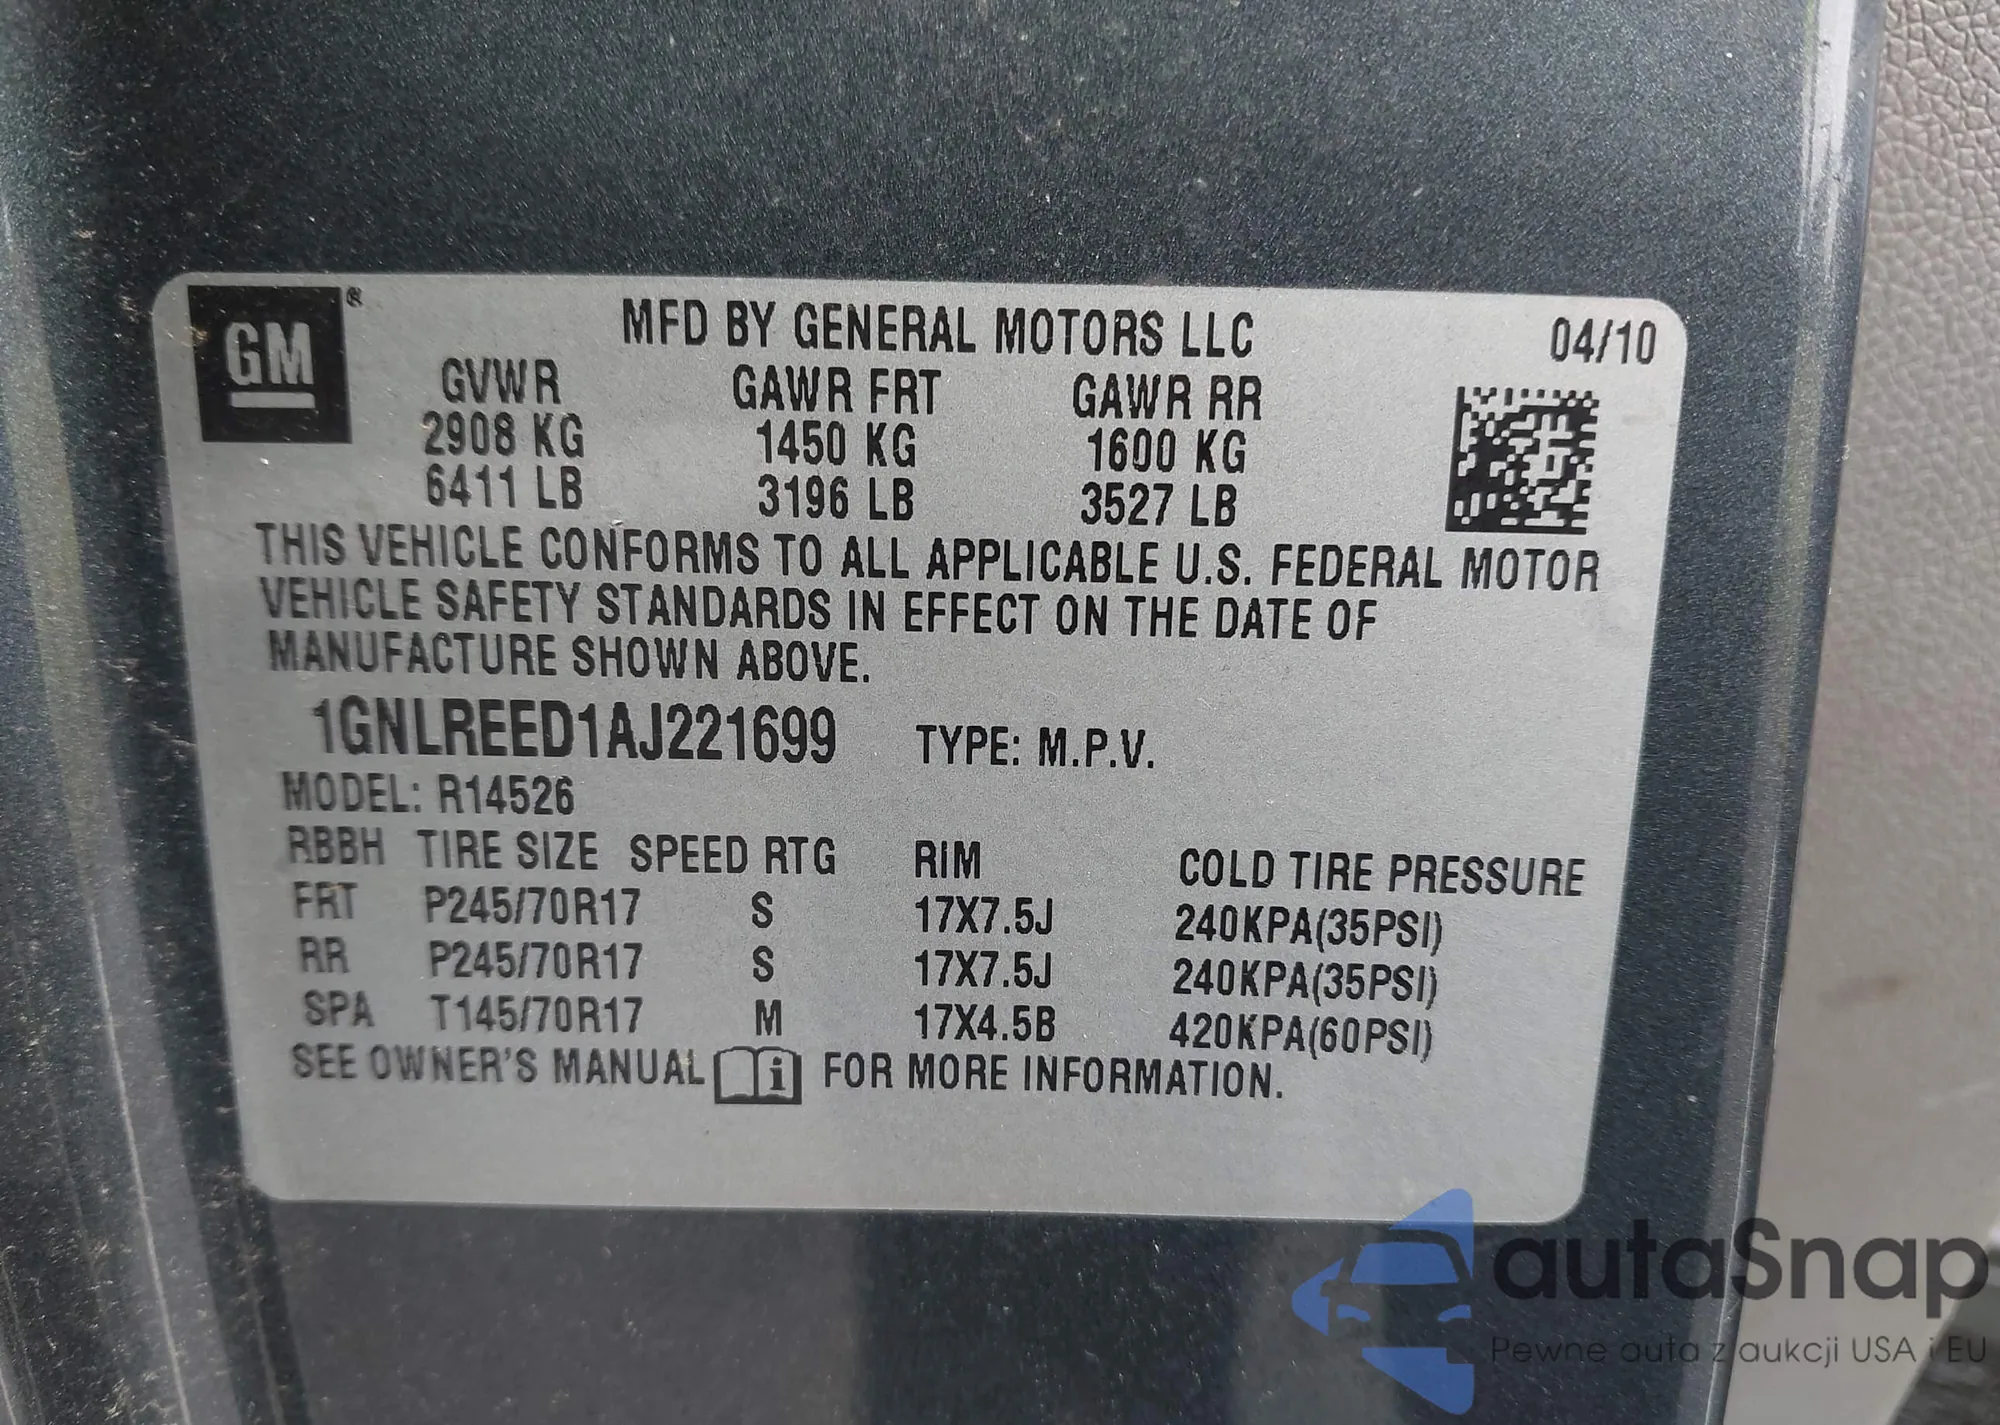 GM ®
MFD BY GENERAL MOTORS LLC 04/10
GVWR GAWR FRT GAWR RR
2908 KG 1450 KG 1600 KG
6411 LB 3196 LB 3527 LB
THIS VEHICLE CONFORMS TO ALL APPLICABLE U.S. FEDERAL MOTOR
VEHICLE SAFETY STANDARDS IN EFFECT ON THE DATE OF
MANUFACTURE SHOWN ABOVE.
1GNLREED1AJ221699 TYPE: M.P.V.
MODEL: R14526
RBBH TIRE SIZE SPEED RTG RIM COLD TIRE PRESSURE
FRT P245/70R17 S 17X7.5J 240KPA(35PSI)
RR P245/70R17 S 17X7.5J 240KPA(35PSI)
SPA T145/70R17 M 17X4.5B 420KPA(60PSI)
SEE OWNER'S MANUAL i FOR MORE INFORMATION.
autaSnap
Pewne auta z aukcji USA i EU